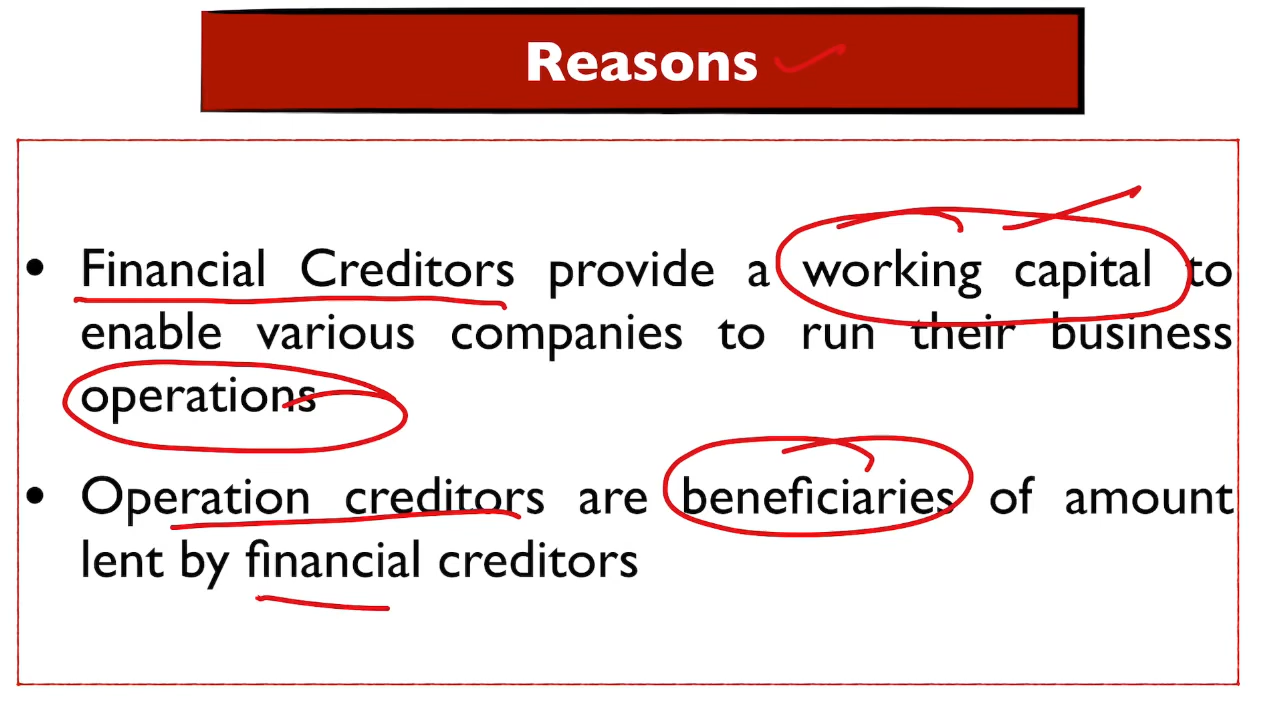 Reasons
• Financial Creditors provide a working capital to
enable various companies to run their business
operations
• Operation creditors are beneficiaries of amount
lent by financial creditors